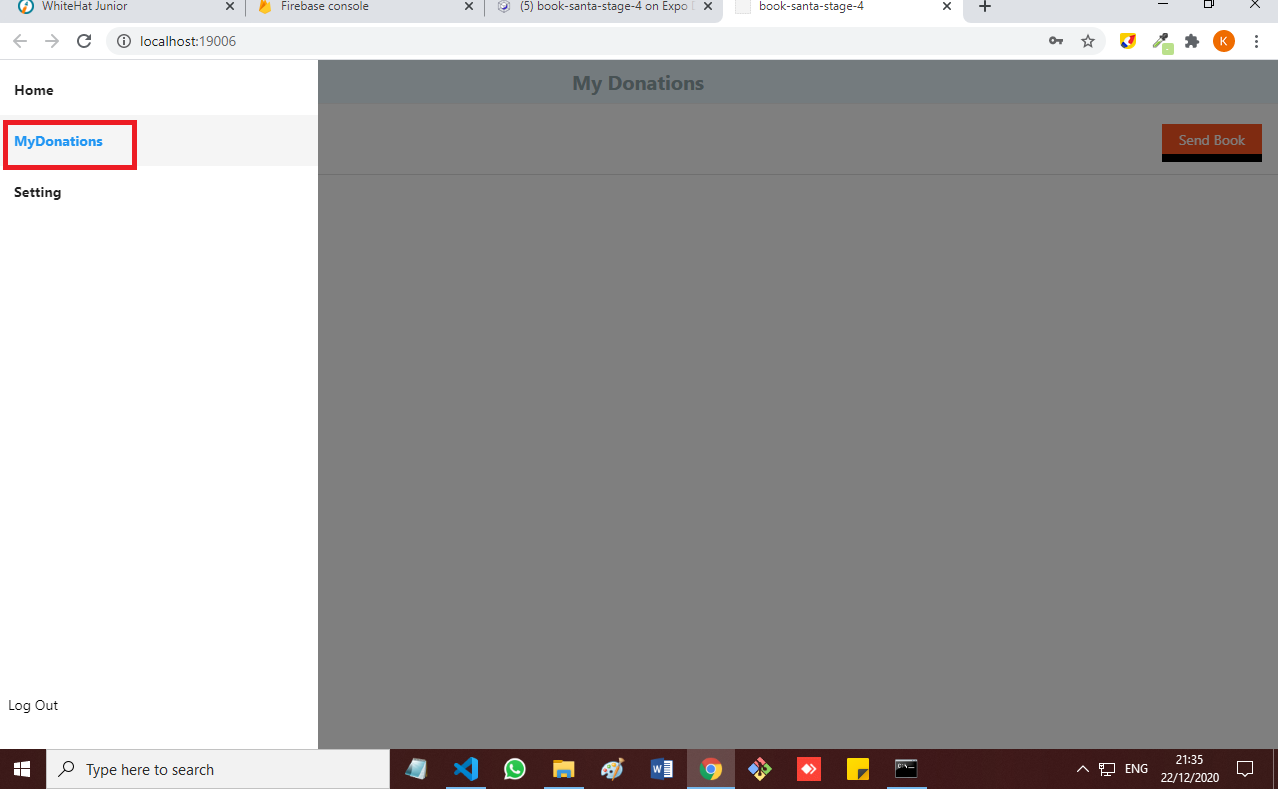 WhiteHat Junior
Firebase console
(5) book-santa-stage-4 on Expo
book-santa-stage-4
localhost:19006
K
Home
My Donations
MyDonations
Send Book
Setting
Log Out
Type here to search
ENG
21:35
22/12/2020